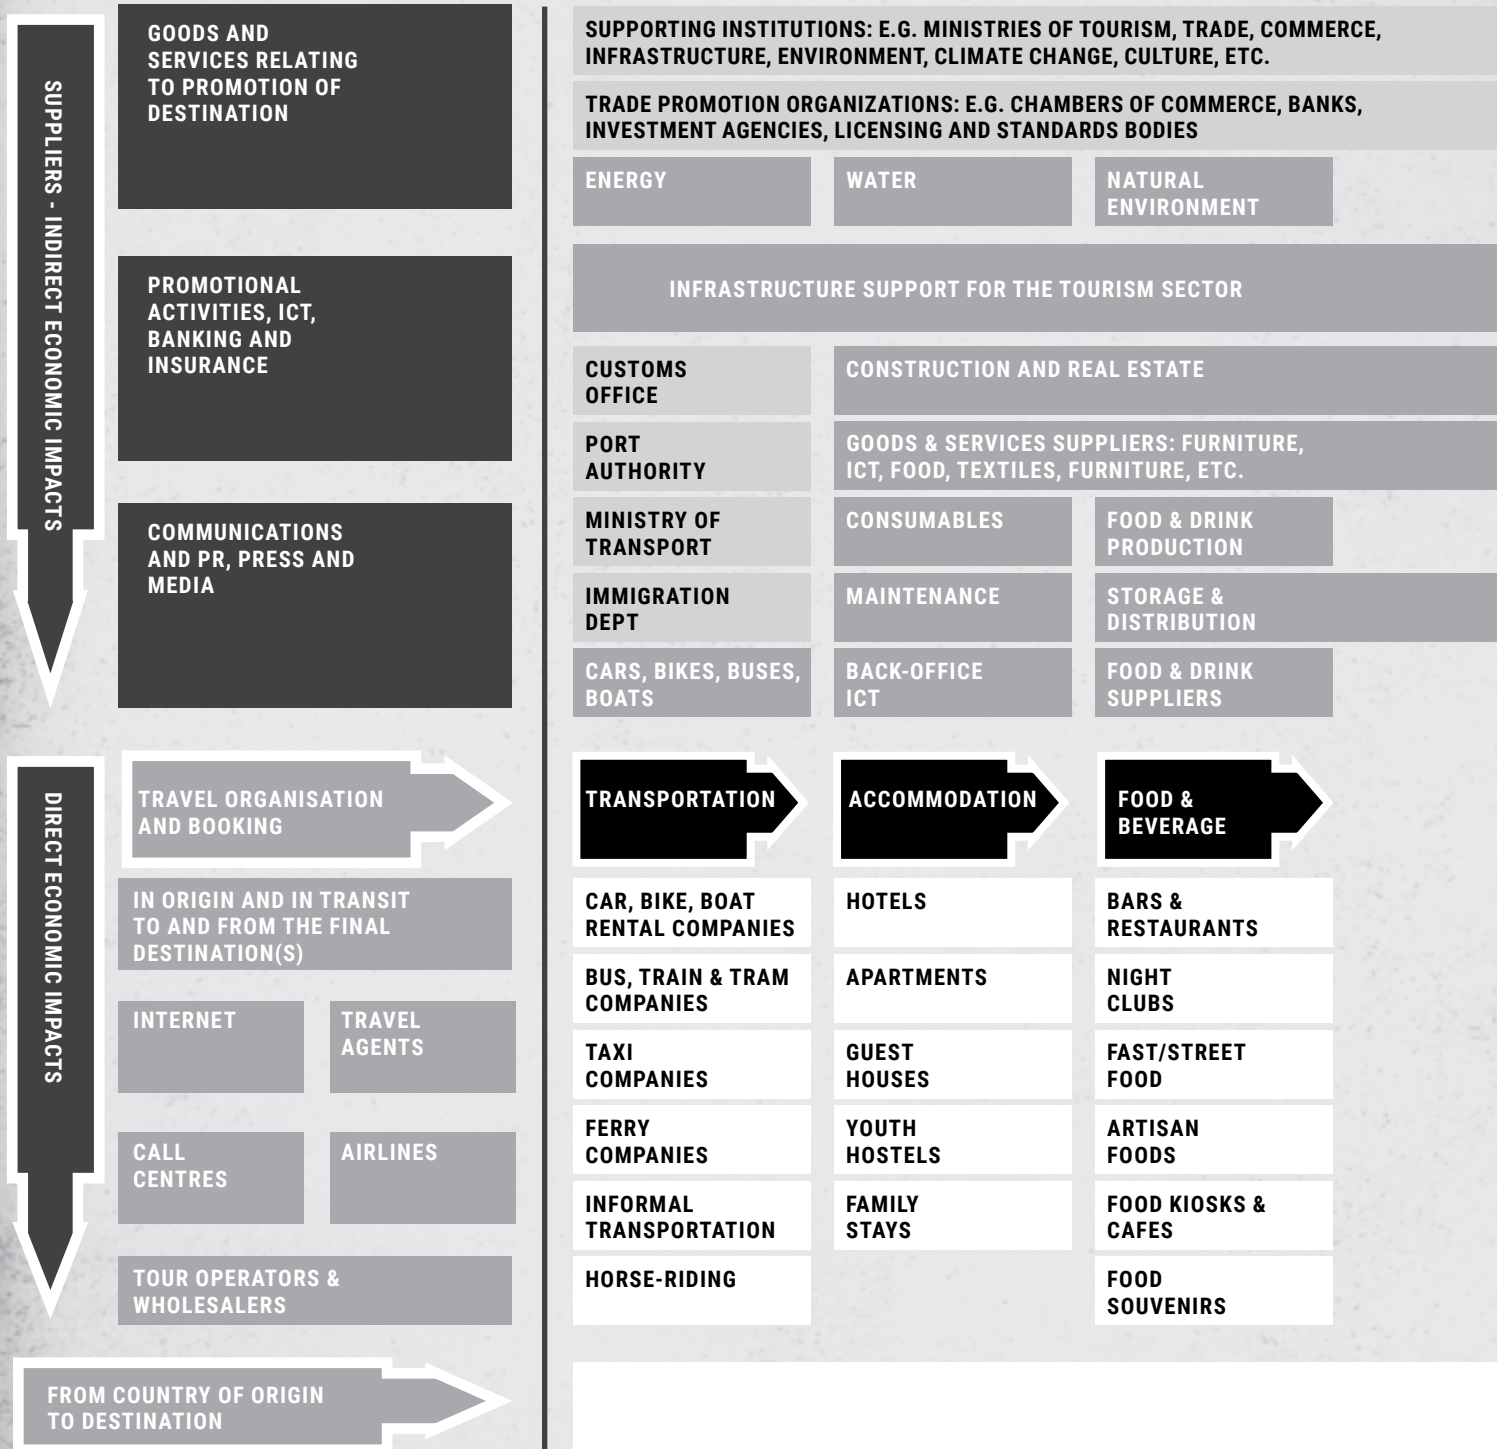 SUPPLIERS - INDIRECT ECONOMIC IMPACTS
GOODS AND
SERVICES RELATING
TO PROMOTION OF
DESTINATION
PROMOTIONAL
ACTIVITIES, ICT,
BANKING AND
INSURANCE
COMMUNICATIONS
AND PR, PRESS AND
MEDIA
DIRECT ECONOMIC IMPACTS
TRAVEL ORGANISATION
AND BOOKING
IN ORIGIN AND IN TRANSIT
TO AND FROM THE FINAL
DESTINATION(S)
INTERNET
TRAVEL
AGENTS
CALL
CENTRES
AIRLINES
TOUR OPERATORS &
WHOLESALERS
FROM COUNTRY OF ORIGIN
TO DESTINATION
SUPPORTING INSTITUTIONS: E.G. MINISTRIES OF TOURISM, TRADE, COMMERCE,
INFRASTRUCTURE, ENVIRONMENT, CLIMATE CHANGE, CULTURE, ETC.
TRADE PROMOTION ORGANIZATIONS: E.G. CHAMBERS OF COMMERCE, BANKS,
INVESTMENT AGENCIES, LICENSING AND STANDARDS BODIES
ENERGY
WATER
NATURAL
ENVIRONMENT
INFRASTRUCTURE SUPPORT FOR THE TOURISM SECTOR
CUSTOMS
OFFICE
CONSTRUCTION AND REAL ESTATE
PORT
AUTHORITY
GOODS & SERVICES SUPPLIERS: FURNITURE,
ICT, FOOD, TEXTILES, FURNITURE, ETC.
MINISTRY OF
TRANSPORT
CONSUMABLES
FOOD & DRINK
PRODUCTION
IMMIGRATION
DEPT
MAINTENANCE
STORAGE &
DISTRIBUTION
CARS, BIKES, BUSES,
BOATS
BACK-OFFICE
ICT
FOOD & DRINK
SUPPLIERS
TRANSPORTATION
ACCOMMODATION
FOOD &
BEVERAGE
CAR, BIKE, BOAT
RENTAL COMPANIES
HOTELS
BARS &
RESTAURANTS
BUS, TRAIN & TRAM
COMPANIES
APARTMENTS
NIGHT
CLUBS
TAXI
COMPANIES
GUEST
HOUSES
FAST/STREET
FOOD
FERRY
COMPANIES
YOUTH
HOSTELS
ARTISAN
FOODS
INFORMAL
TRANSPORTATION
FAMILY
STAYS
FOOD KIOSKS &
CAFES
HORSE-RIDING
FOOD
SOUVENIRS